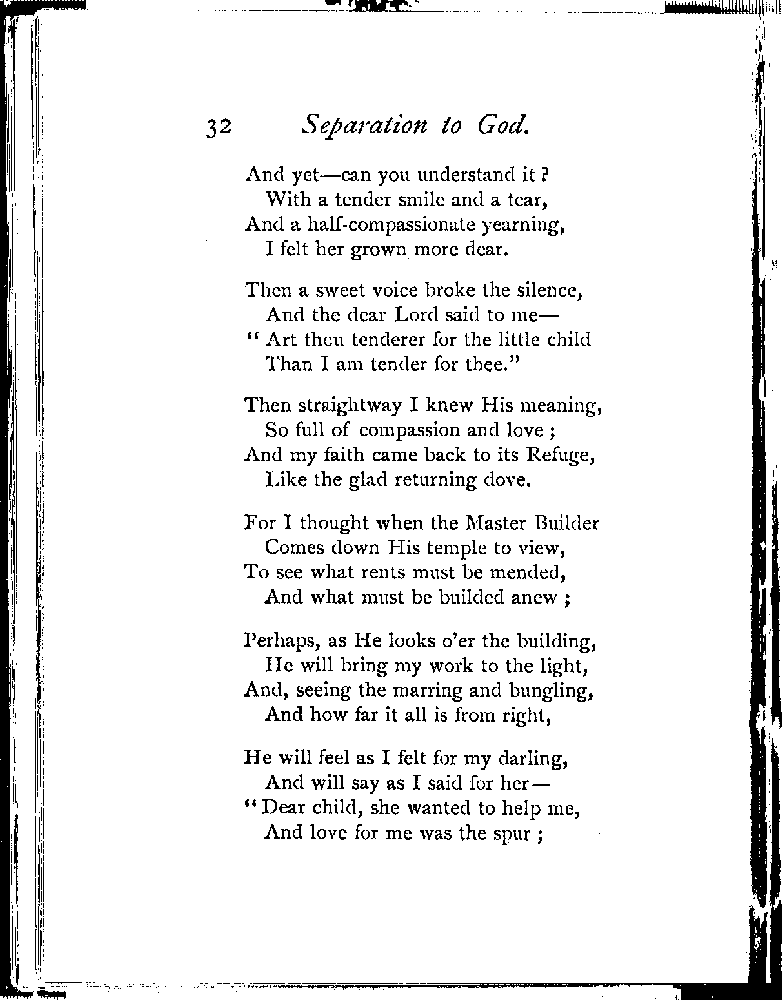 32 Separation to God.
And yet—can you understand it?
With a tender smile and a tear,
And a half-compassionate yearning,
I felt her grown more dear.
Then a sweet voice broke the silence,
And the dear Lord said to me—
“Art thou tenderer for the little child
Than I am tender for thee.”
Then straightway I knew His meaning,
So full of compassion and love;
And my faith came back to its Refuge,
Like the glad returning dove.
For I thought when the Master Builder
Comes down His temple to view,
To see what rents must be mended,
And what must be builded anew;
Perhaps, as He looks o’er the building,
He will bring my work to the light,
And, seeing the marring and bungling,
And how far it all is from right,
He will feel as I felt for my darling,
And will say as I said for her—
“Dear child, she wanted to help me,
And love for me was the spur;